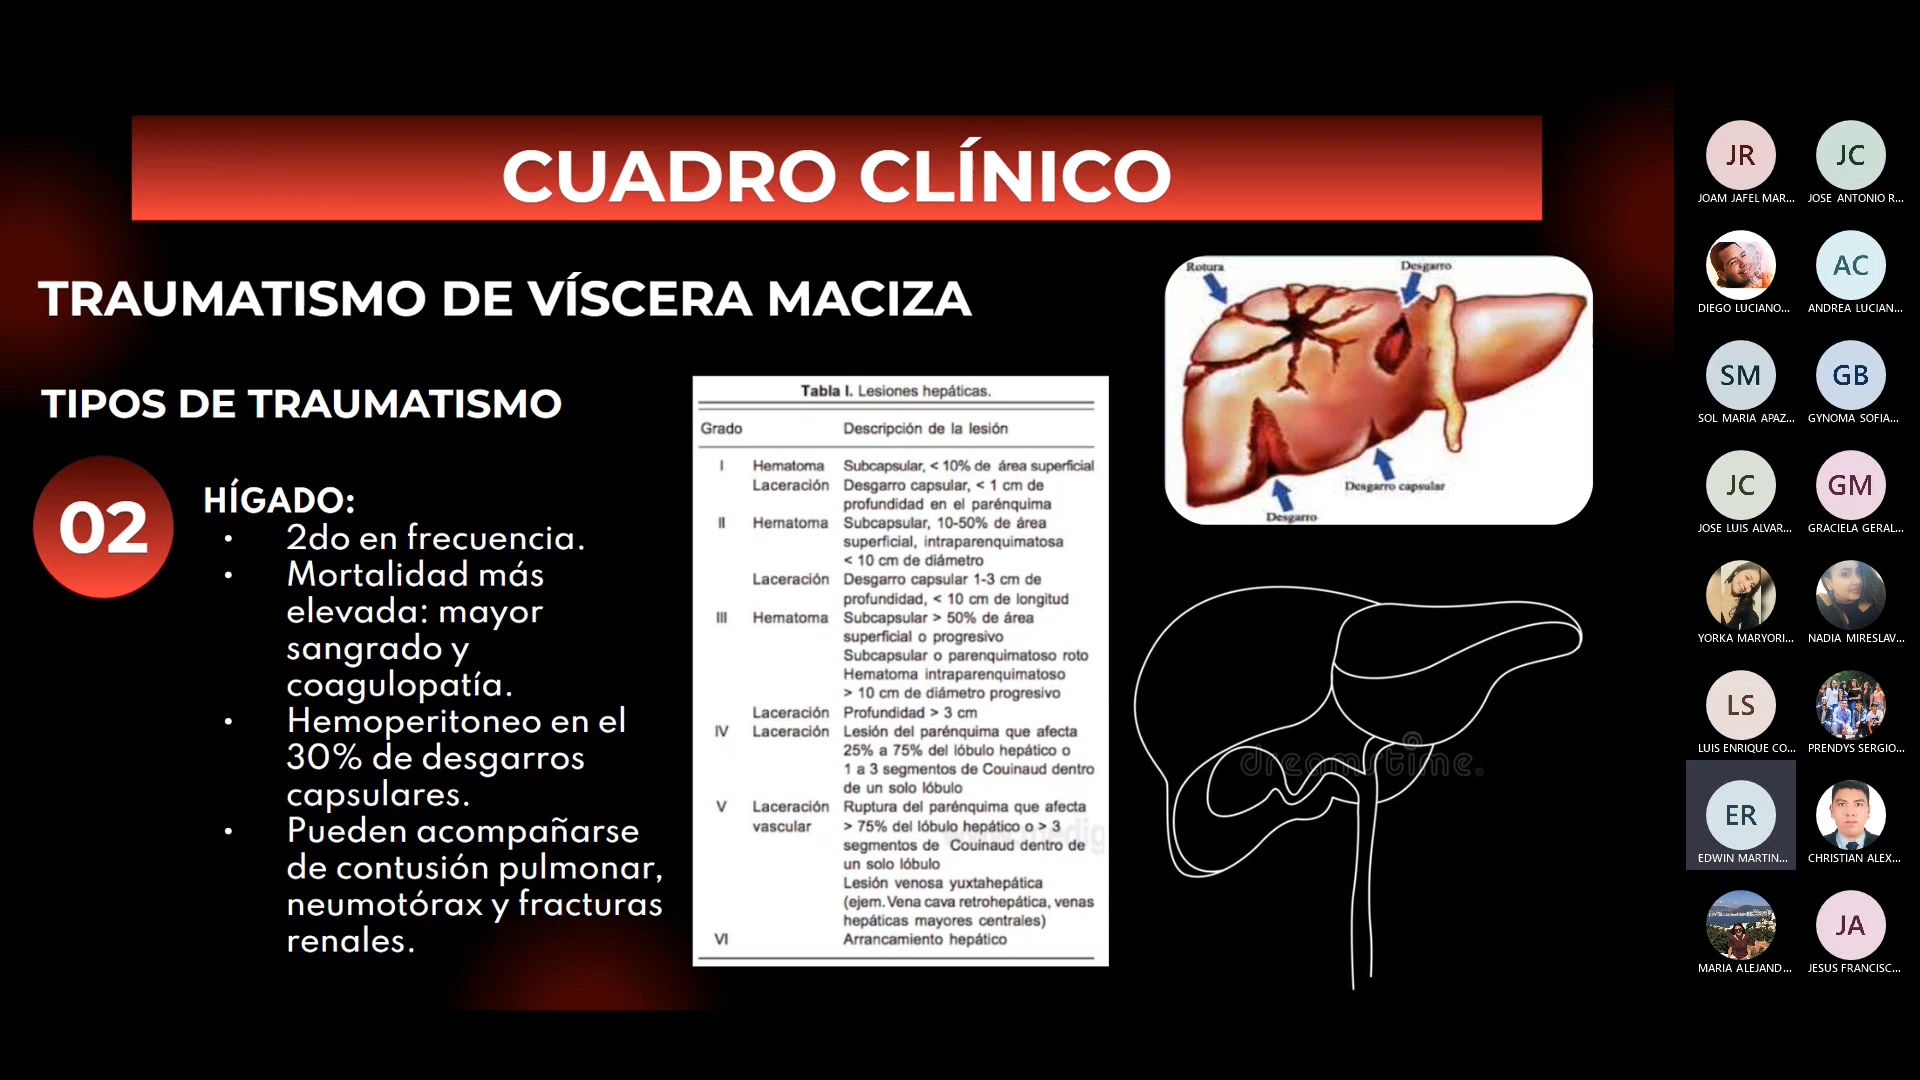 CUADRO CLÍNICO
TRAUMATISMO DE VÍSCERA MACIZA
TIPOS DE TRAUMATISMO
02
HÍGADO:
• 2do en frecuencia.
• Mortalidad más
elevada: mayor
sangrado y
coagulopatía.
• Hemoperitoneo en el
30% de desgarros
capsulares.
• Pueden acompañarse
de contusión pulmonar,
neumotórax y fracturas
renales.
Tabla I. Lesiones hepáticas.
Grado Descripción de la lesión
I Hematoma Subcapsular, < 10% de área superficial
Laceración Desgarro capsular, < 1 cm de
profundidad en el parénquima
II Hematoma Subcapsular, 10-50% de área
superficial, intraparenquimatosa
< 10 cm de diámetro
Laceración Desgarro capsular 1-3 cm de
profundidad, < 10 cm de longitud
III Hematoma Subcapsular > 50% de área
superficial o progresivo
Subcapsular o parenquimatoso roto
Hematoma intraparenquimatoso
> 10 cm de diámetro progresivo
Laceración Profundidad > 3 cm
IV Laceración Lesión del parénquima que afecta
25% a 75% del lóbulo hepático o
1 a 3 segmentos de Couinaud dentro
de un solo lóbulo
V Laceración Ruptura del parénquima que afecta
vascular > 75% del lóbulo hepático o > 3
segmentos de Couinaud dentro de
un solo lóbulo
Lesión venosa yuxtahepática
(ejem. Vena cava retrohepática, venas
hepáticas mayores centrales)
VI Arrancamiento hepático
Rotura
Desgarro
Desgarro capsular
Desgarro
dreamstime.
JR JC
JOAM JAFEL MAR... JOSE ANTONIO R...
AC
DIEGO LUCIANO... ANDREA LUCIAN...
SM GB
SOL MARIA APAZ... GYNOMA SOFIA...
JC GM
JOSE LUIS ALVAR... GRACIELA GERAL...
YORKA MARYORI... NADIA MIRESLAV...
LS
LUIS ENRIQUE CO... PRENDYS SERGIO...
ER
EDWIN MARTIN... CHRISTIAN ALEX...
JA
MARIA ALEJAND... JESUS FRANCISC...